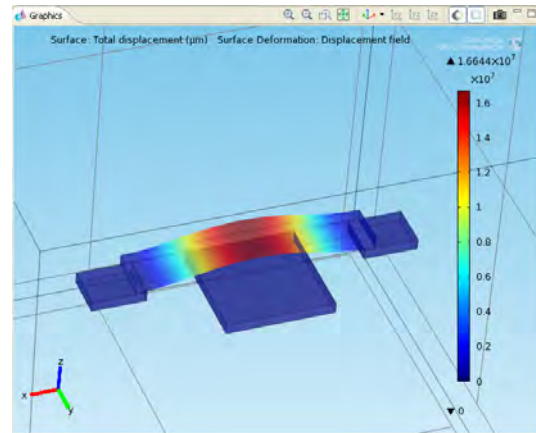 Graphics
Surface: Total displacement (µm) Surface Deformation: Displacement field
▲ 1.6644×10⁷
×10⁷
1.6
1.4
1.2
1
0.8
0.6
0.4
0.2
0
▼ 0
z
x
y